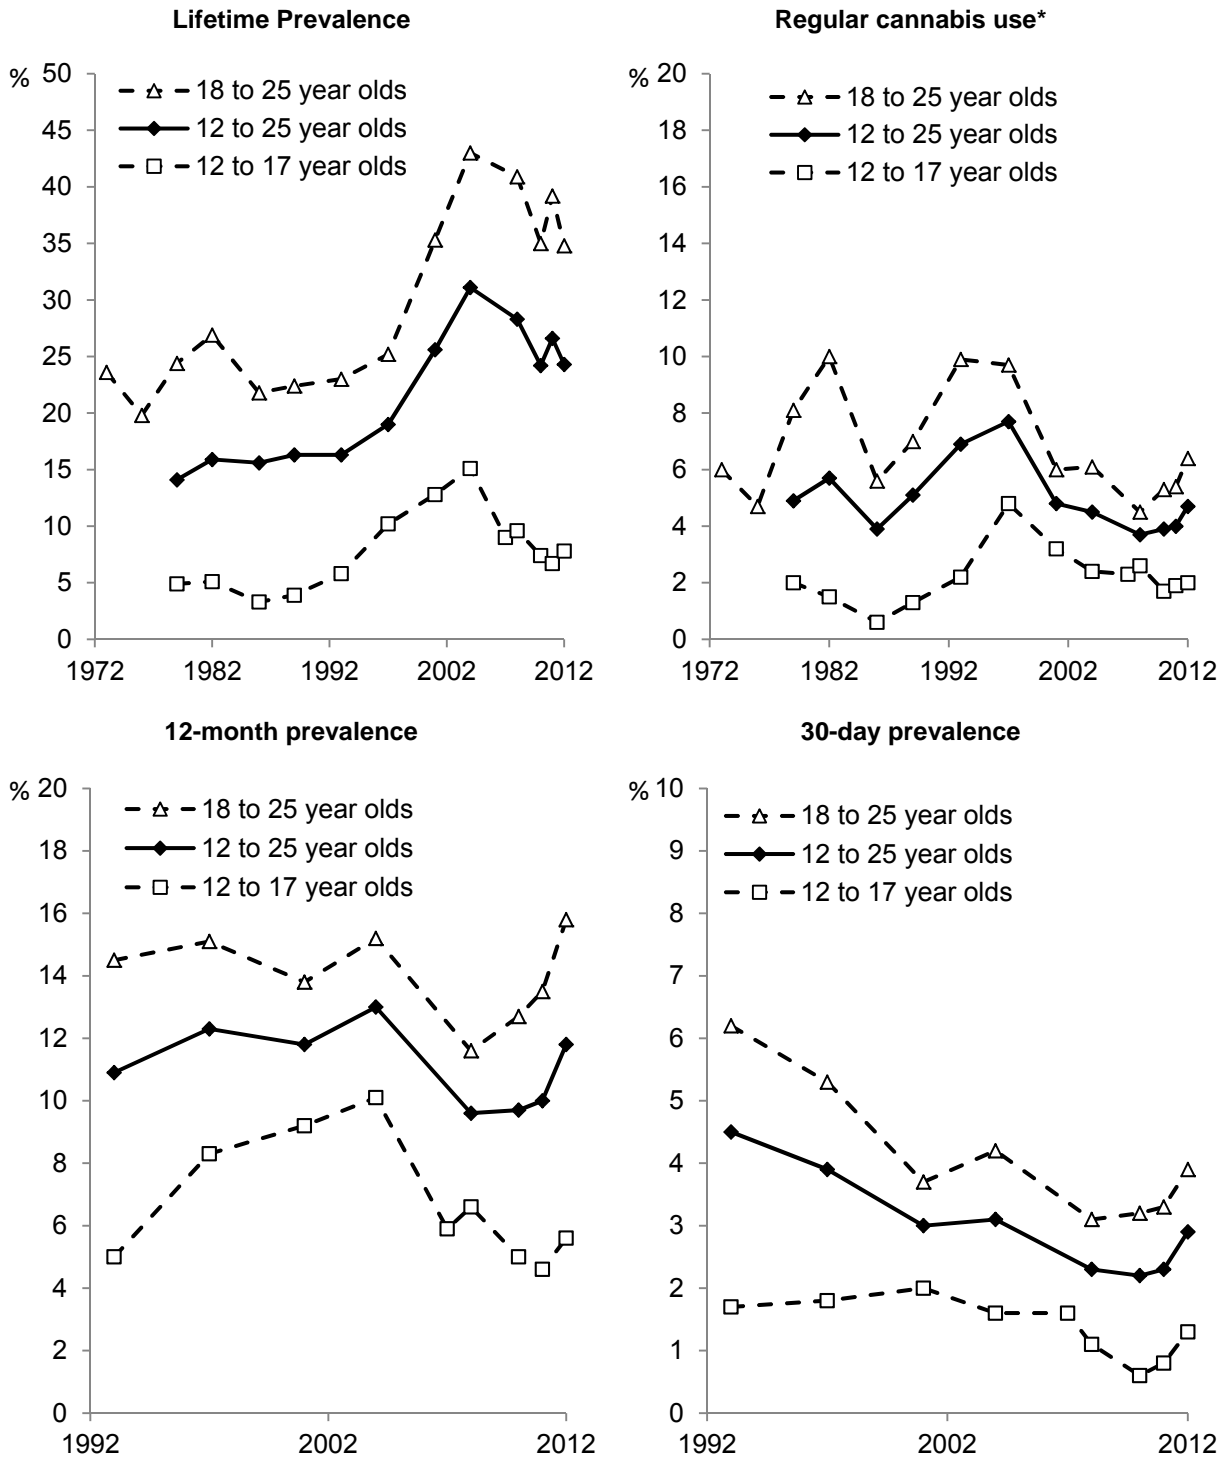 Lifetime Prevalence
% 50
45
40
35
30
25
20
15
10
5
0
18 to 25 year olds
12 to 25 year olds
12 to 17 year olds
1972 1982 1992 2002 2012
Regular cannabis use*
% 20
18
16
14
12
10
8
6
4
2
0
18 to 25 year olds
12 to 25 year olds
12 to 17 year olds
1972 1982 1992 2002 2012
12-month prevalence
% 20
18
16
14
12
10
8
6
4
2
0
18 to 25 year olds
12 to 25 year olds
12 to 17 year olds
1992 2002 2012
30-day prevalence
% 10
9
8
7
6
5
4
3
2
1
0
18 to 25 year olds
12 to 25 year olds
12 to 17 year olds
1992 2002 2012